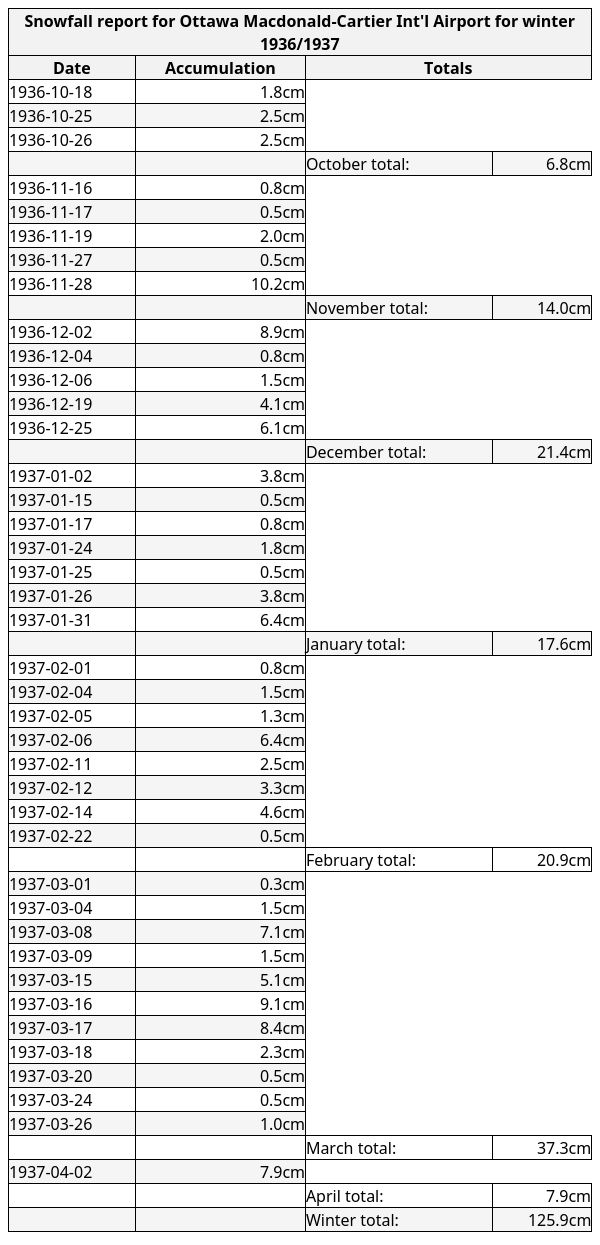 Snowfall report for Ottawa Macdonald-Cartier Int'l Airport for winter
1936/1937
Date Accumulation Totals
1936-10-18 1.8cm
1936-10-25 2.5cm
1936-10-26 2.5cm
October total: 6.8cm
1936-11-16 0.8cm
1936-11-17 0.5cm
1936-11-19 2.0cm
1936-11-27 0.5cm
1936-11-28 10.2cm
November total: 14.0cm
1936-12-02 8.9cm
1936-12-04 0.8cm
1936-12-06 1.5cm
1936-12-19 4.1cm
1936-12-25 6.1cm
December total: 21.4cm
1937-01-02 3.8cm
1937-01-15 0.5cm
1937-01-17 0.8cm
1937-01-24 1.8cm
1937-01-25 0.5cm
1937-01-26 3.8cm
1937-01-31 6.4cm
January total: 17.6cm
1937-02-01 0.8cm
1937-02-04 1.5cm
1937-02-05 1.3cm
1937-02-06 6.4cm
1937-02-11 2.5cm
1937-02-12 3.3cm
1937-02-14 4.6cm
1937-02-22 0.5cm
February total: 20.9cm
1937-03-01 0.3cm
1937-03-04 1.5cm
1937-03-08 7.1cm
1937-03-09 1.5cm
1937-03-15 5.1cm
1937-03-16 9.1cm
1937-03-17 8.4cm
1937-03-18 2.3cm
1937-03-20 0.5cm
1937-03-24 0.5cm
1937-03-26 1.0cm
March total: 37.3cm
1937-04-02 7.9cm
April total: 7.9cm
Winter total: 125.9cm